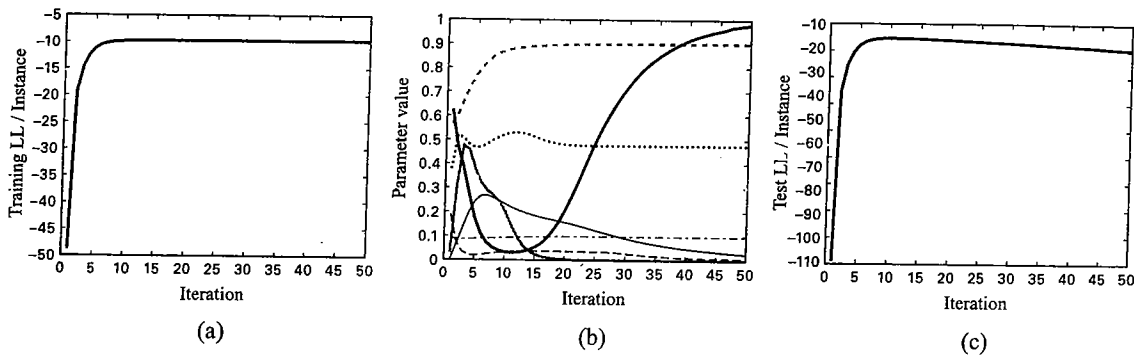 Training LL / Instance
-5
-10
-15
-20
-25
-30
-35
-40
-45
-50
0 5 10 15 20 25 30 35 40 45 50
Iteration
(a)
Parameter value
1
0.9
0.8
0.7
0.6
0.5
0.4
0.3
0.2
0.1
0
0 5 10 15 20 25 30 35 40 45 50
Iteration
(b)
Test LL / Instance
-10
-20
-30
-40
-50
-60
-70
-80
-90
-100
-110
0 5 10 15 20 25 30 35 40 45 50
Iteration
(c)